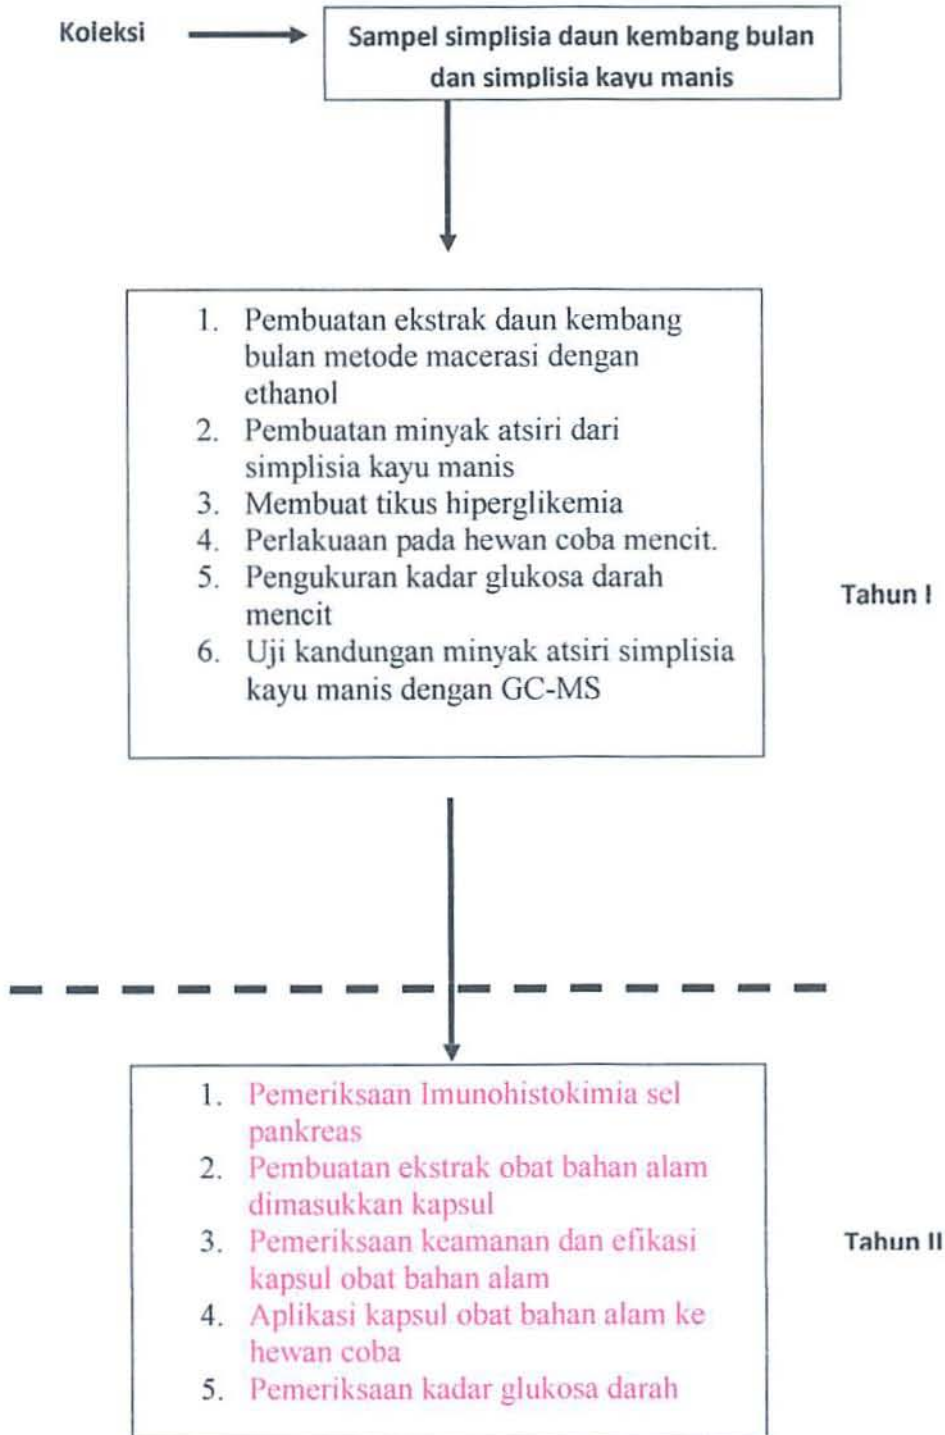 Koleksi
Sampel simplisia daun kembang bulan
dan simplisia kayu manis
1. Pembuatan ekstrak daun kembang
bulan metode macerasi dengan
ethanol
2. Pembuatan minyak atsiri dari
simplisia kayu manis
3. Membuat tikus hiperglikemia
4. Perlakuaan pada hewan coba mencit.
5. Pengukuran kadar glukosa darah
mencit
6. Uji kandungan minyak atsiri simplisia
kayu manis dengan GC-MS
Tahun I
1. Pemeriksaan Imunohistokimia sel
pankreas
2. Pembuatan ekstrak obat bahan alam
dimasukkan kapsul
3. Pemeriksaan keamanan dan efikasi
kapsul obat bahan alam
4. Aplikasi kapsul obat bahan alam ke
hewan coba
5. Pemeriksaan kadar glukosa darah
Tahun II